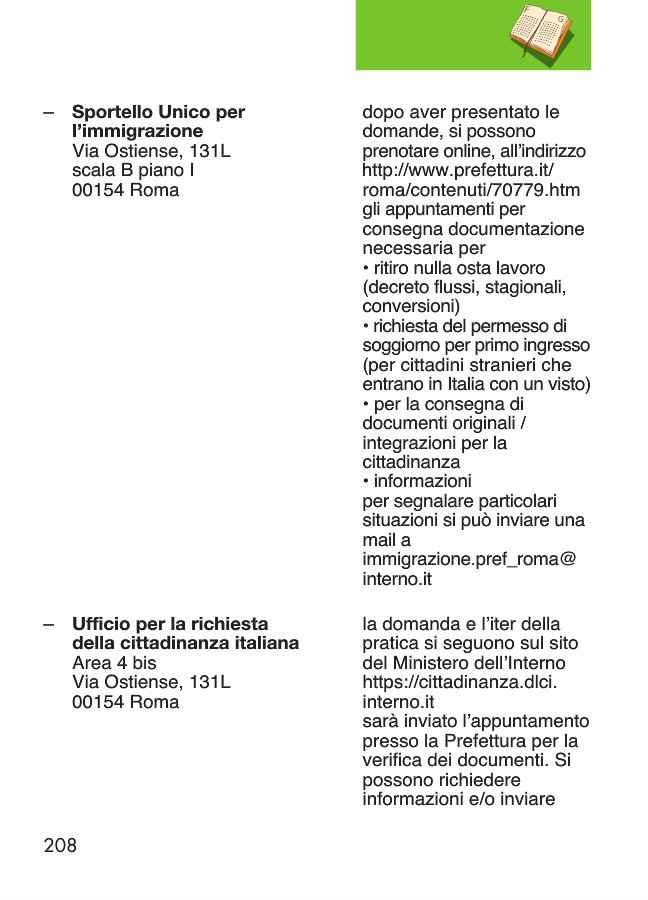 F
G
– Sportello Unico per
l'immigrazione
Via Ostiense, 131L
scala B piano I
00154 Roma
dopo aver presentato le
domande, si possono
prenotare online, all'indirizzo
http://www.prefettura.it/
roma/contenuti/70779.htm
gli appuntamenti per
consegna documentazione
necessaria per
• ritiro nulla osta lavoro
(decreto flussi, stagionali,
conversioni)
• richiesta del permesso di
soggiorno per primo ingresso
(per cittadini stranieri che
entrano in Italia con un visto)
• per la consegna di
documenti originali /
integrazioni per la
cittadinanza
• informazioni
per segnalare particolari
situazioni si può inviare una
mail a
immigrazione.pref_roma@
interno.it
– Ufficio per la richiesta
della cittadinanza italiana
Area 4 bis
Via Ostiense, 131L
00154 Roma
la domanda e l'iter della
pratica si seguono sul sito
del Ministero dell'Interno
https://cittadinanza.dlci.
interno.it
sarà inviato l'appuntamento
presso la Prefettura per la
verifica dei documenti. Si
possono richiedere
informazioni e/o inviare
208